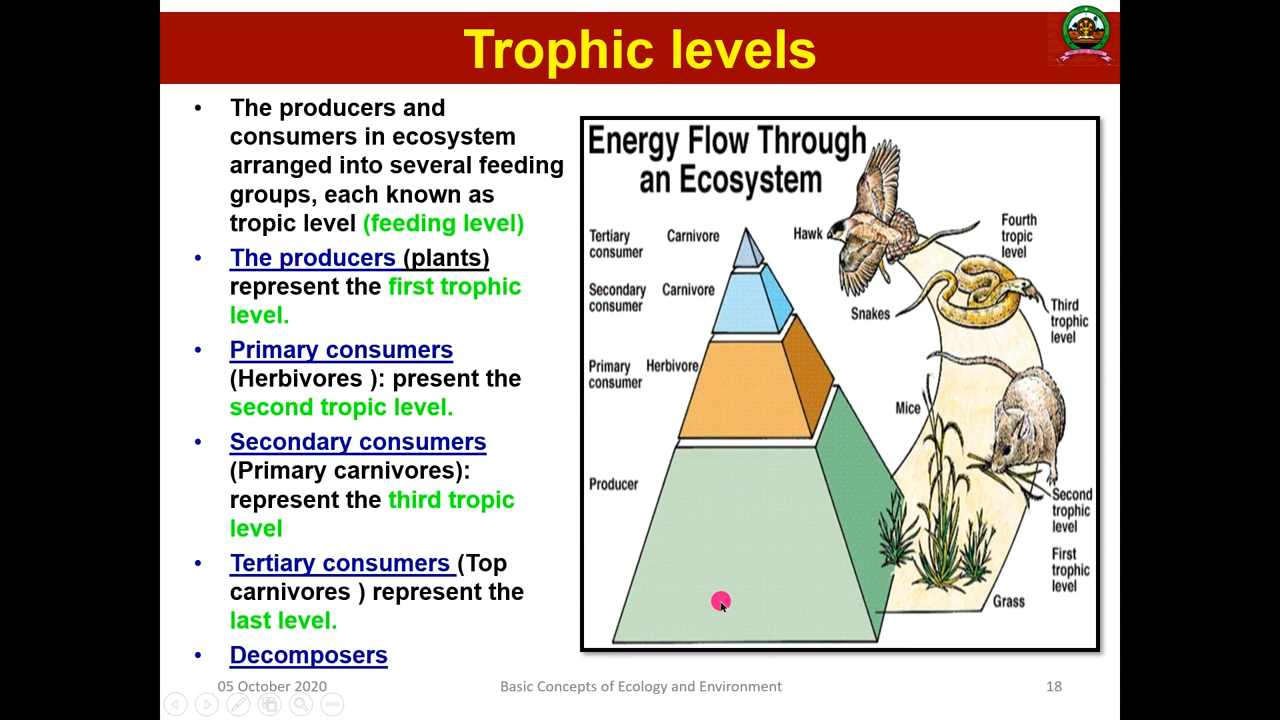 Trophic levels
• The producers and
consumers in ecosystem
arranged into several feeding
groups, each known as
tropic level (feeding level)
• The producers (plants)
represent the first trophic
level.
• Primary consumers
(Herbivores ): present the
second tropic level.
• Secondary consumers
(Primary carnivores):
represent the third tropic
level
• Tertiary consumers (Top
carnivores ) represent the
last level.
• Decomposers
Energy Flow Through
an Ecosystem
Tertiary
consumer
Carnivore
Hawk
Fourth
tropic
level
Secondary
consumer
Carnivore
Snakes
Third
trophic
level
Primary
consumer
Herbivore
Mice
Producer
Second
trophic
level
First
trophic
level
Grass
05 October 2020
Basic Concepts of Ecology and Environment
18